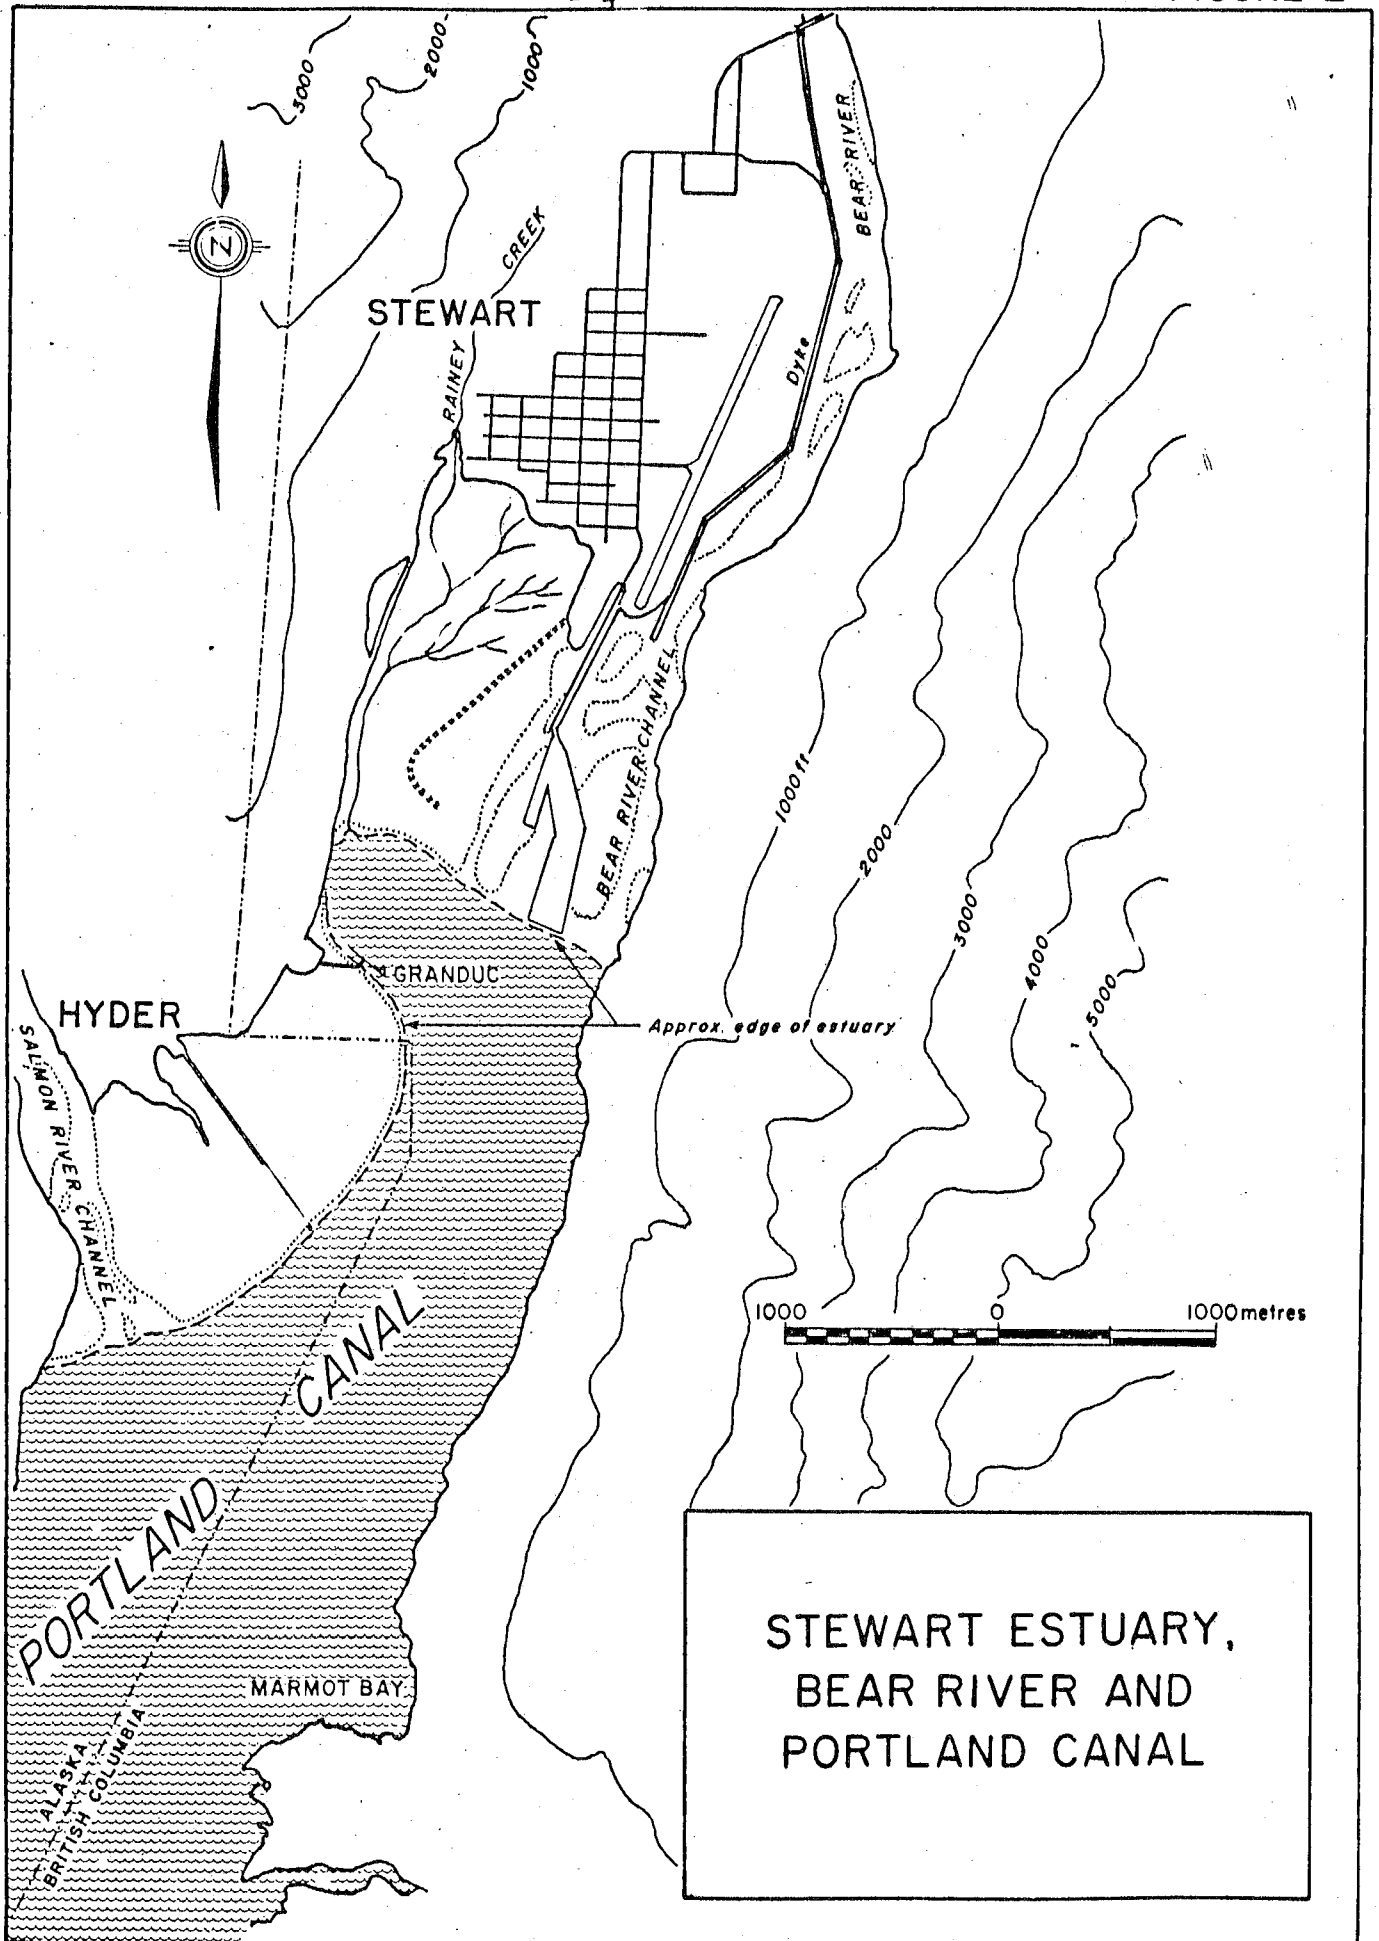 3000
2000
1000
N
BEAR RIVER
CREEK
STEWART
RAINEY
Dyke
BEAR RIVER CHANNEL
1000ft
2000
3000
4000
5000
GRANDUC
HYDER
Approx. edge of estuary
SALMON RIVER CHANNEL
1000 0 1000 metres
PORTLAND CANAL
MARMOT BAY
ALASKA
BRITISH COLUMBIA
STEWART ESTUARY,
BEAR RIVER AND
PORTLAND CANAL